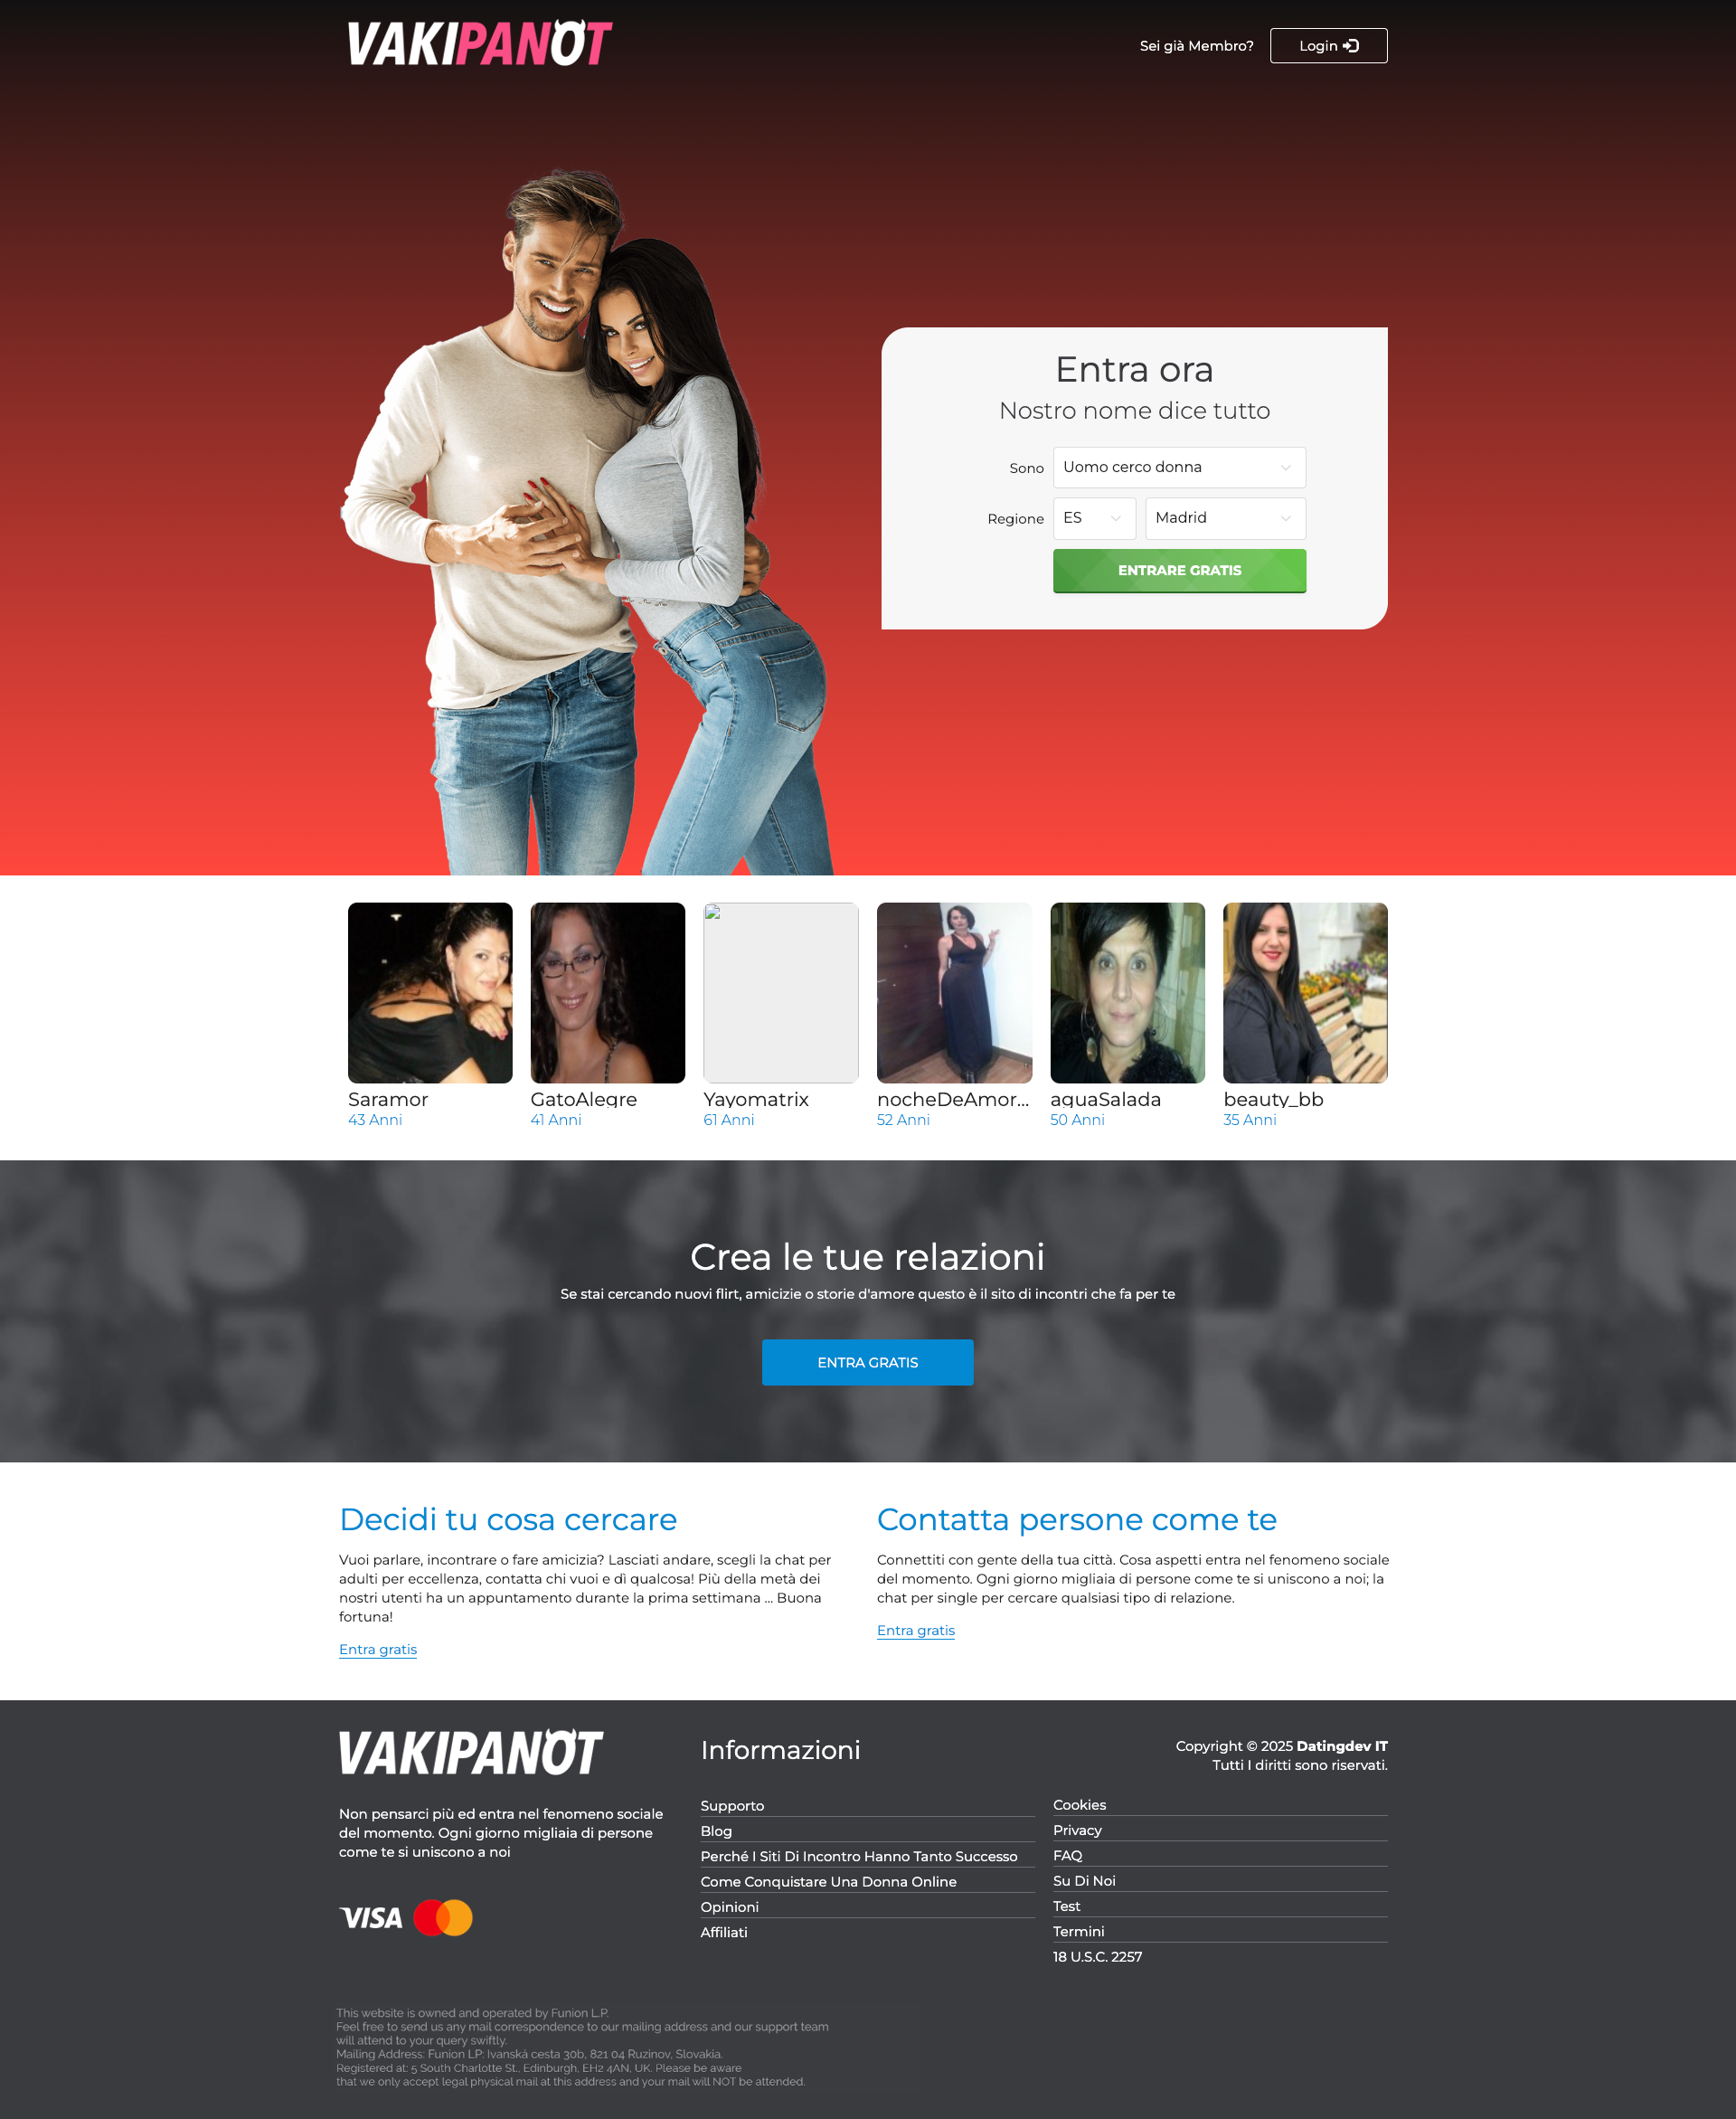 VAKIPANOT
Sei già Membro?
Login
Entra ora
Nostro nome dice tutto
Sono
Uomo cerco donna
Regione
ES
Madrid
ENTRARE GRATIS
Saramor
43 Anni
GatoAlegre
41 Anni
Yayomatrix
61 Anni
nocheDeAmor...
52 Anni
aguaSalada
50 Anni
beauty_bb
35 Anni
Crea le tue relazioni
Se stai cercando nuovi flirt, amicizie o storie d'amore questo è il sito di incontri che fa per te
ENTRA GRATIS
Decidi tu cosa cercare
Vuoi parlare, incontrare o fare amicizia? Lasciati andare, scegli la chat per
adulti per eccellenza, contatta chi vuoi e dì qualcosa! Più della metà dei
nostri utenti ha un appuntamento durante la prima settimana ... Buona
fortuna!
Entra gratis
Contatta persone come te
Connettiti con gente della tua città. Cosa aspetti entra nel fenomeno sociale
del momento. Ogni giorno migliaia di persone come te si uniscono a noi; la
chat per single per cercare qualsiasi tipo di relazione.
Entra gratis
VAKIPANOT
Non pensarci più ed entra nel fenomeno sociale
del momento. Ogni giorno migliaia di persone
come te si uniscono a noi
VISA
Informazioni
Supporto
Blog
Perché I Siti Di Incontro Hanno Tanto Successo
Come Conquistare Una Donna Online
Opinioni
Affiliati
Copyright © 2025 Datingdev IT
Tutti I diritti sono riservati.
Cookies
Privacy
FAQ
Su Di Noi
Test
Termini
18 U.S.C. 2257
This website is owned and operated by Funion L.P.
Feel free to send us any mail correspondence to our mailing address and our support team
will attend to your query swiftly.
Mailing Address: Funion LP: Ivanská cesta 30b, 821 04 Ruzinov, Slovakia.
Registered at: 5 South Charlotte St., Edinburgh, EH2 4AN, UK. Please be aware
that we only accept legal physical mail at this address and your mail will NOT be attended.